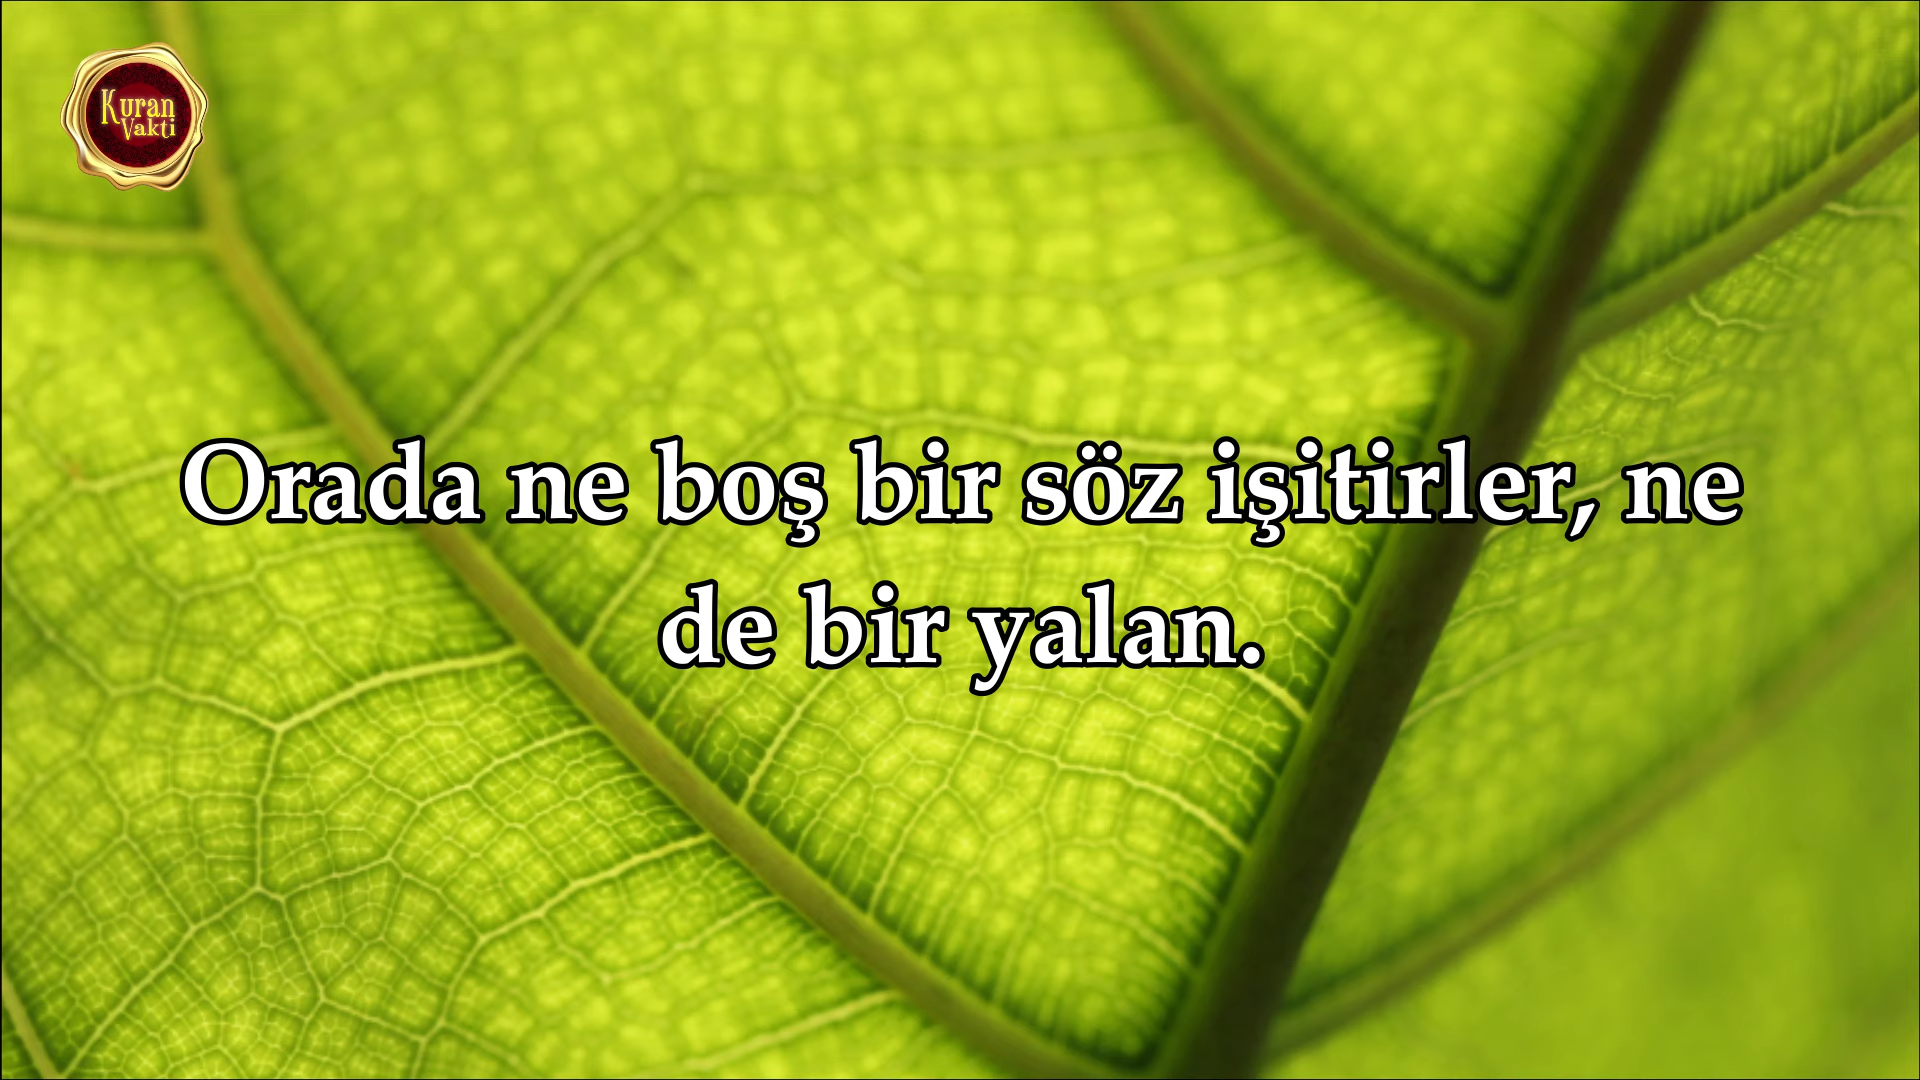 Kuran
Vakti
Orada ne boş bir söz işitirler, ne
de bir yalan.